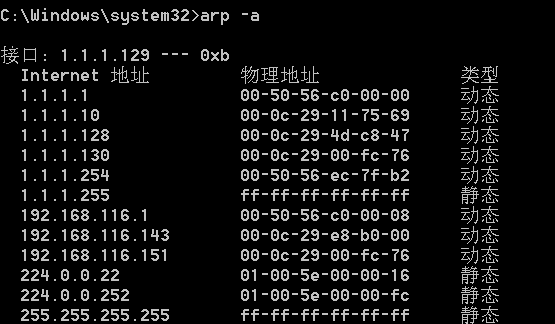 C:\Windows\system32>arp -a
接口: 1.1.1.129 --- 0xb
Internet 地址 物理地址 类型
1.1.1.1 00-50-56-c0-00-00 动态
1.1.1.10 00-0c-29-11-75-69 动态
1.1.1.128 00-0c-29-4d-c8-47 动态
1.1.1.130 00-0c-29-00-fc-76 动态
1.1.1.254 00-50-56-ec-7f-b2 动态
1.1.1.255 ff-ff-ff-ff-ff-ff 静态
192.168.116.1 00-50-56-c0-00-08 动态
192.168.116.143 00-0c-29-e8-b0-00 动态
192.168.116.151 00-0c-29-00-fc-76 动态
224.0.0.22 01-00-5e-00-00-16 静态
224.0.0.252 01-00-5e-00-00-fc 静态
255.255.255.255 ff-ff-ff-ff-ff-ff 静态